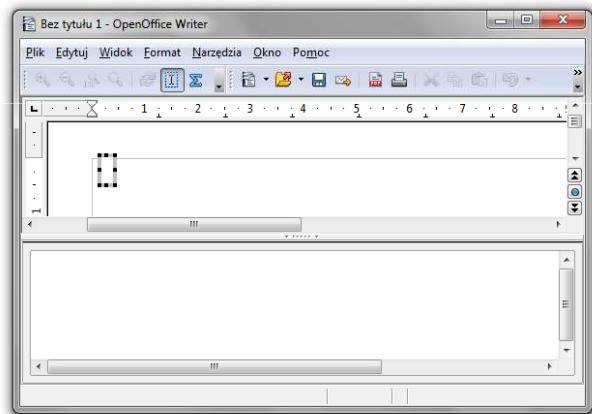 Bez tytułu 1 - OpenOffice Writer
Plik Edytuj Widok Format Narzędzia Okno Pomoc
1 2 3 4 5 6 7 8
1